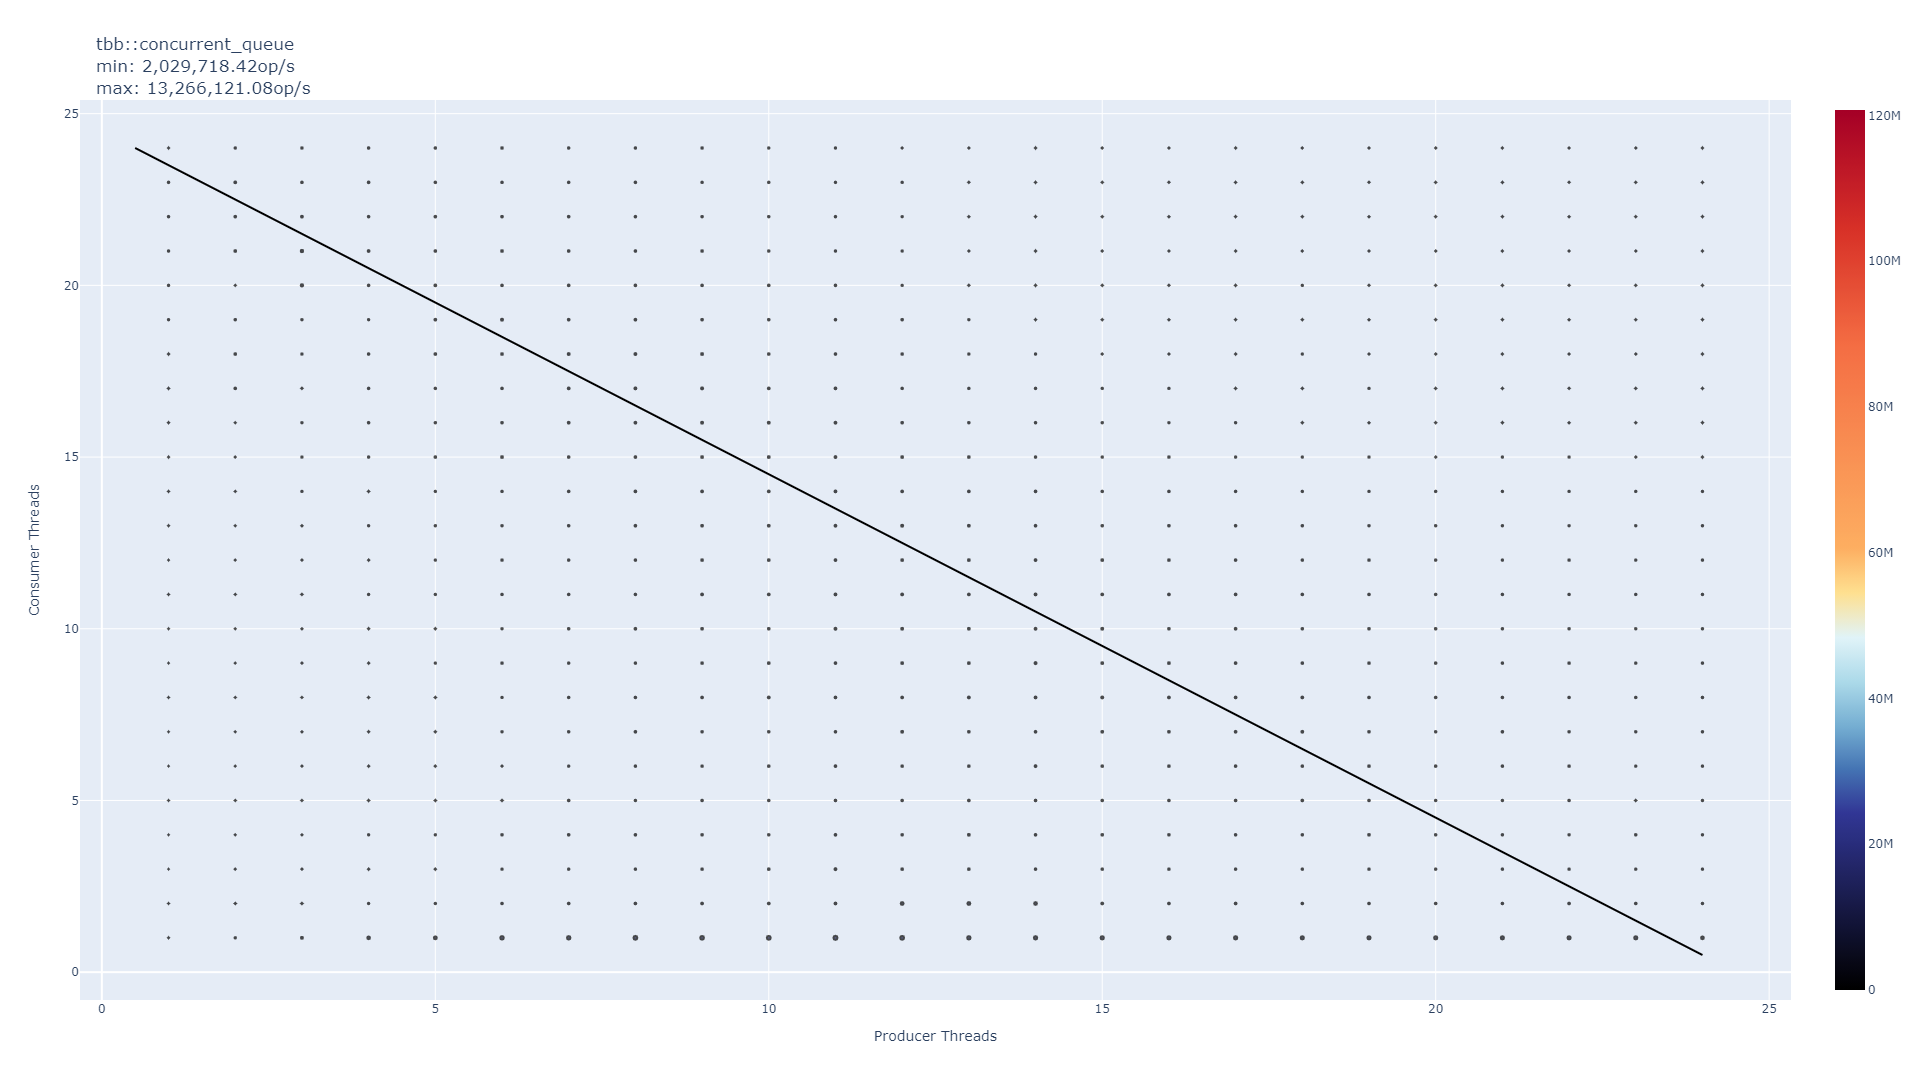 tbb::concurrent_queue
min: 2,029,718.42op/s
max: 13,266,121.08op/s
25
20
15
10
5
0
Consumer Threads
0
5
10
15
20
25
Producer Threads
120M
100M
80M
60M
40M
20M
0